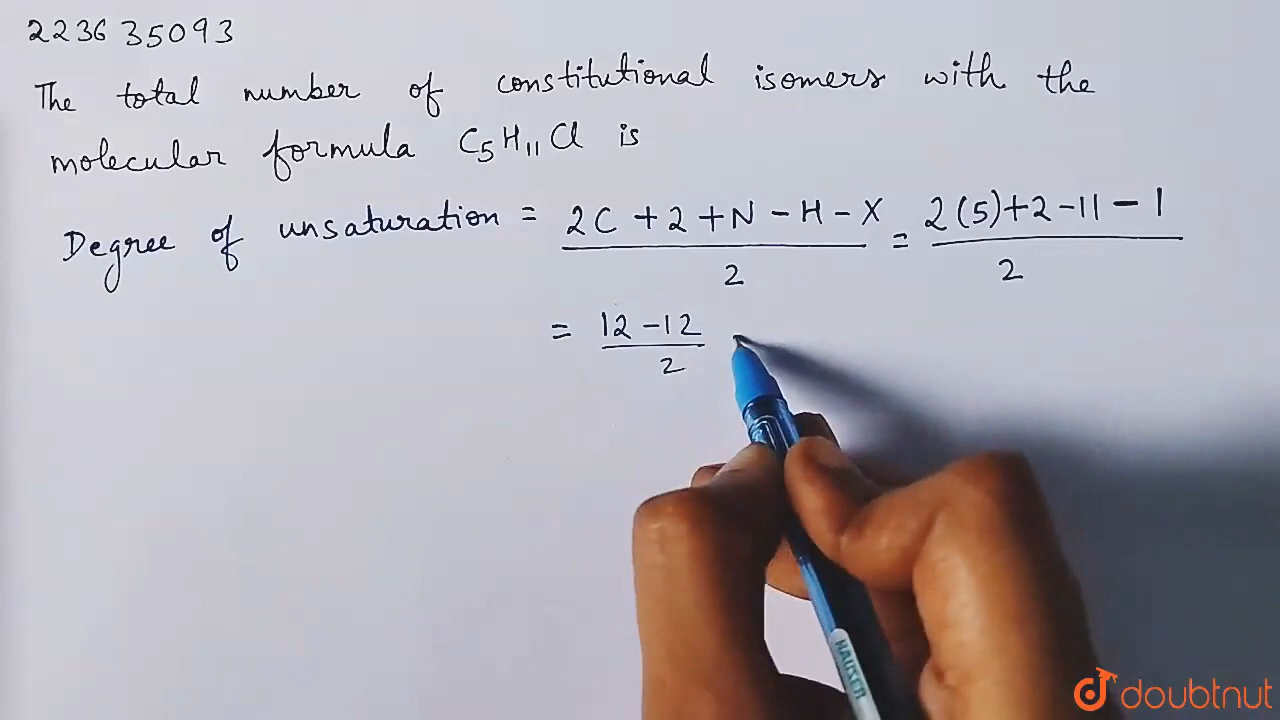 2236 35093
The total number of constitutional isomers with the
molecular formula C₅H₁₁Cl is
Degree of unsaturation = (2C + 2 + N - H - X)/2 = (2(5) + 2 - 11 - 1)/2
= (12 - 12)/2
HAUSER
doubtnut